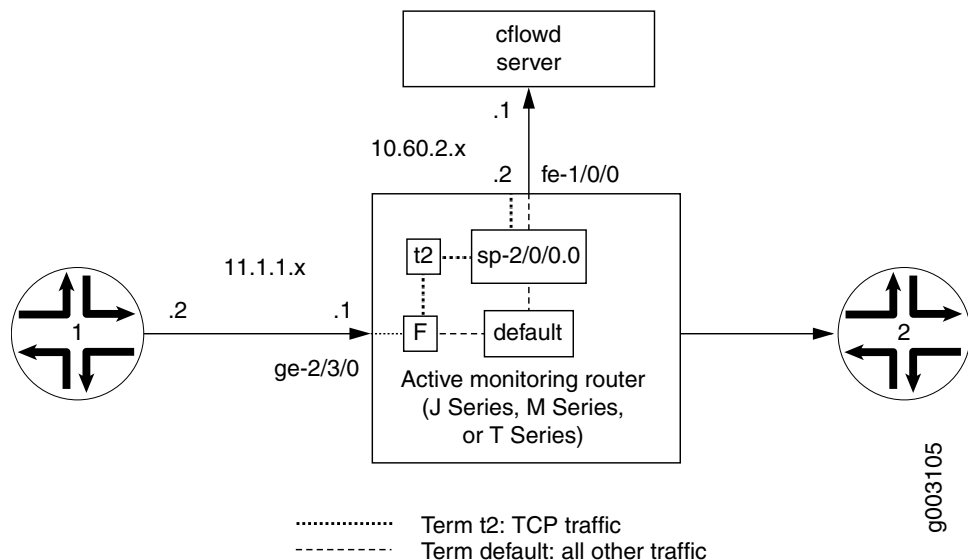 cflowd
server
.1
10.60.2.x
.2
fe-1/0/0
t2
sp-2/0/0.0
11.1.1.x
1
.2
.1
F
default
2
ge-2/3/0
Active monitoring router
(J Series, M Series,
or T Series)
g003105
Term t2: TCP traffic
Term default: all other traffic